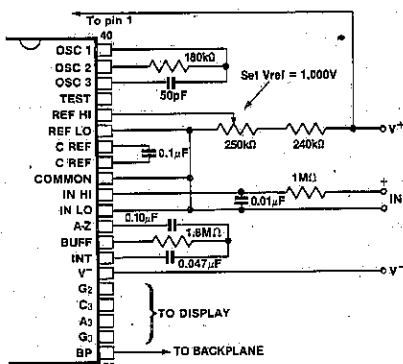 To pin 1
40
OSC 1
OSC 2
180kΩ
OSC 3
50pF
TEST
Set Vref = 1,000V
REF HI
REF LO
V+
250kΩ
240kΩ
C REF
0.1µF
C REF
COMMON
1MΩ
+
IN HI
0.01µF
IN
IN LO
0.10µF
A-Z
1.8MΩ
BUFF
INT
0.047µF
V−
V−
G2
C3
TO DISPLAY
A3
G3
BP
TO BACKPLANE